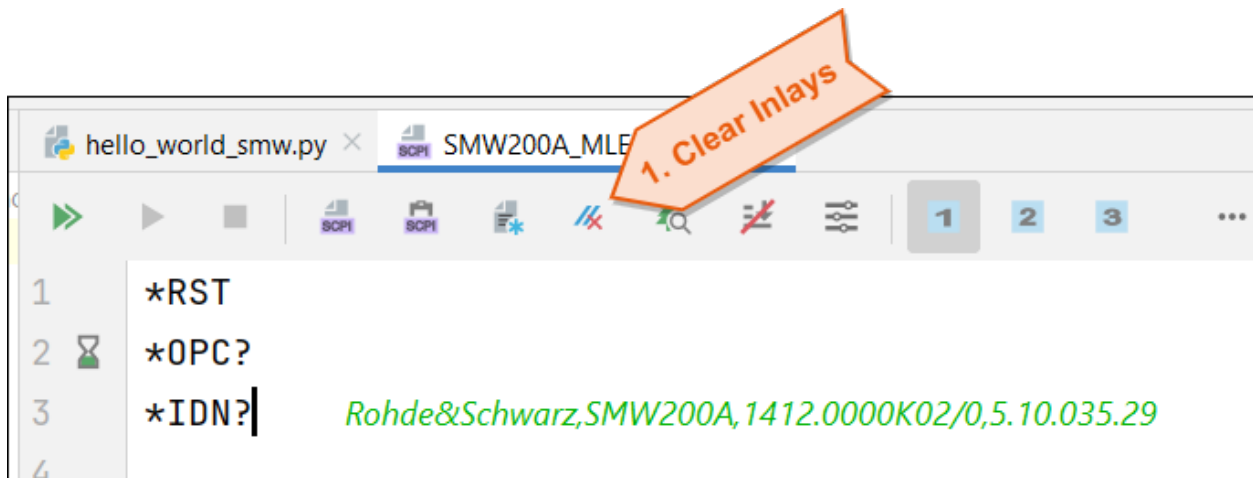 1. Clear Inlays
hello_world_smw.py SMW200A_MLE
SCPI
SCPI SCPI 1 2 3
1 *RST
2 *OPC?
3 *IDN? Rohde&Schwarz,SMW200A,1412.0000K02/0,5.10.035.29
4